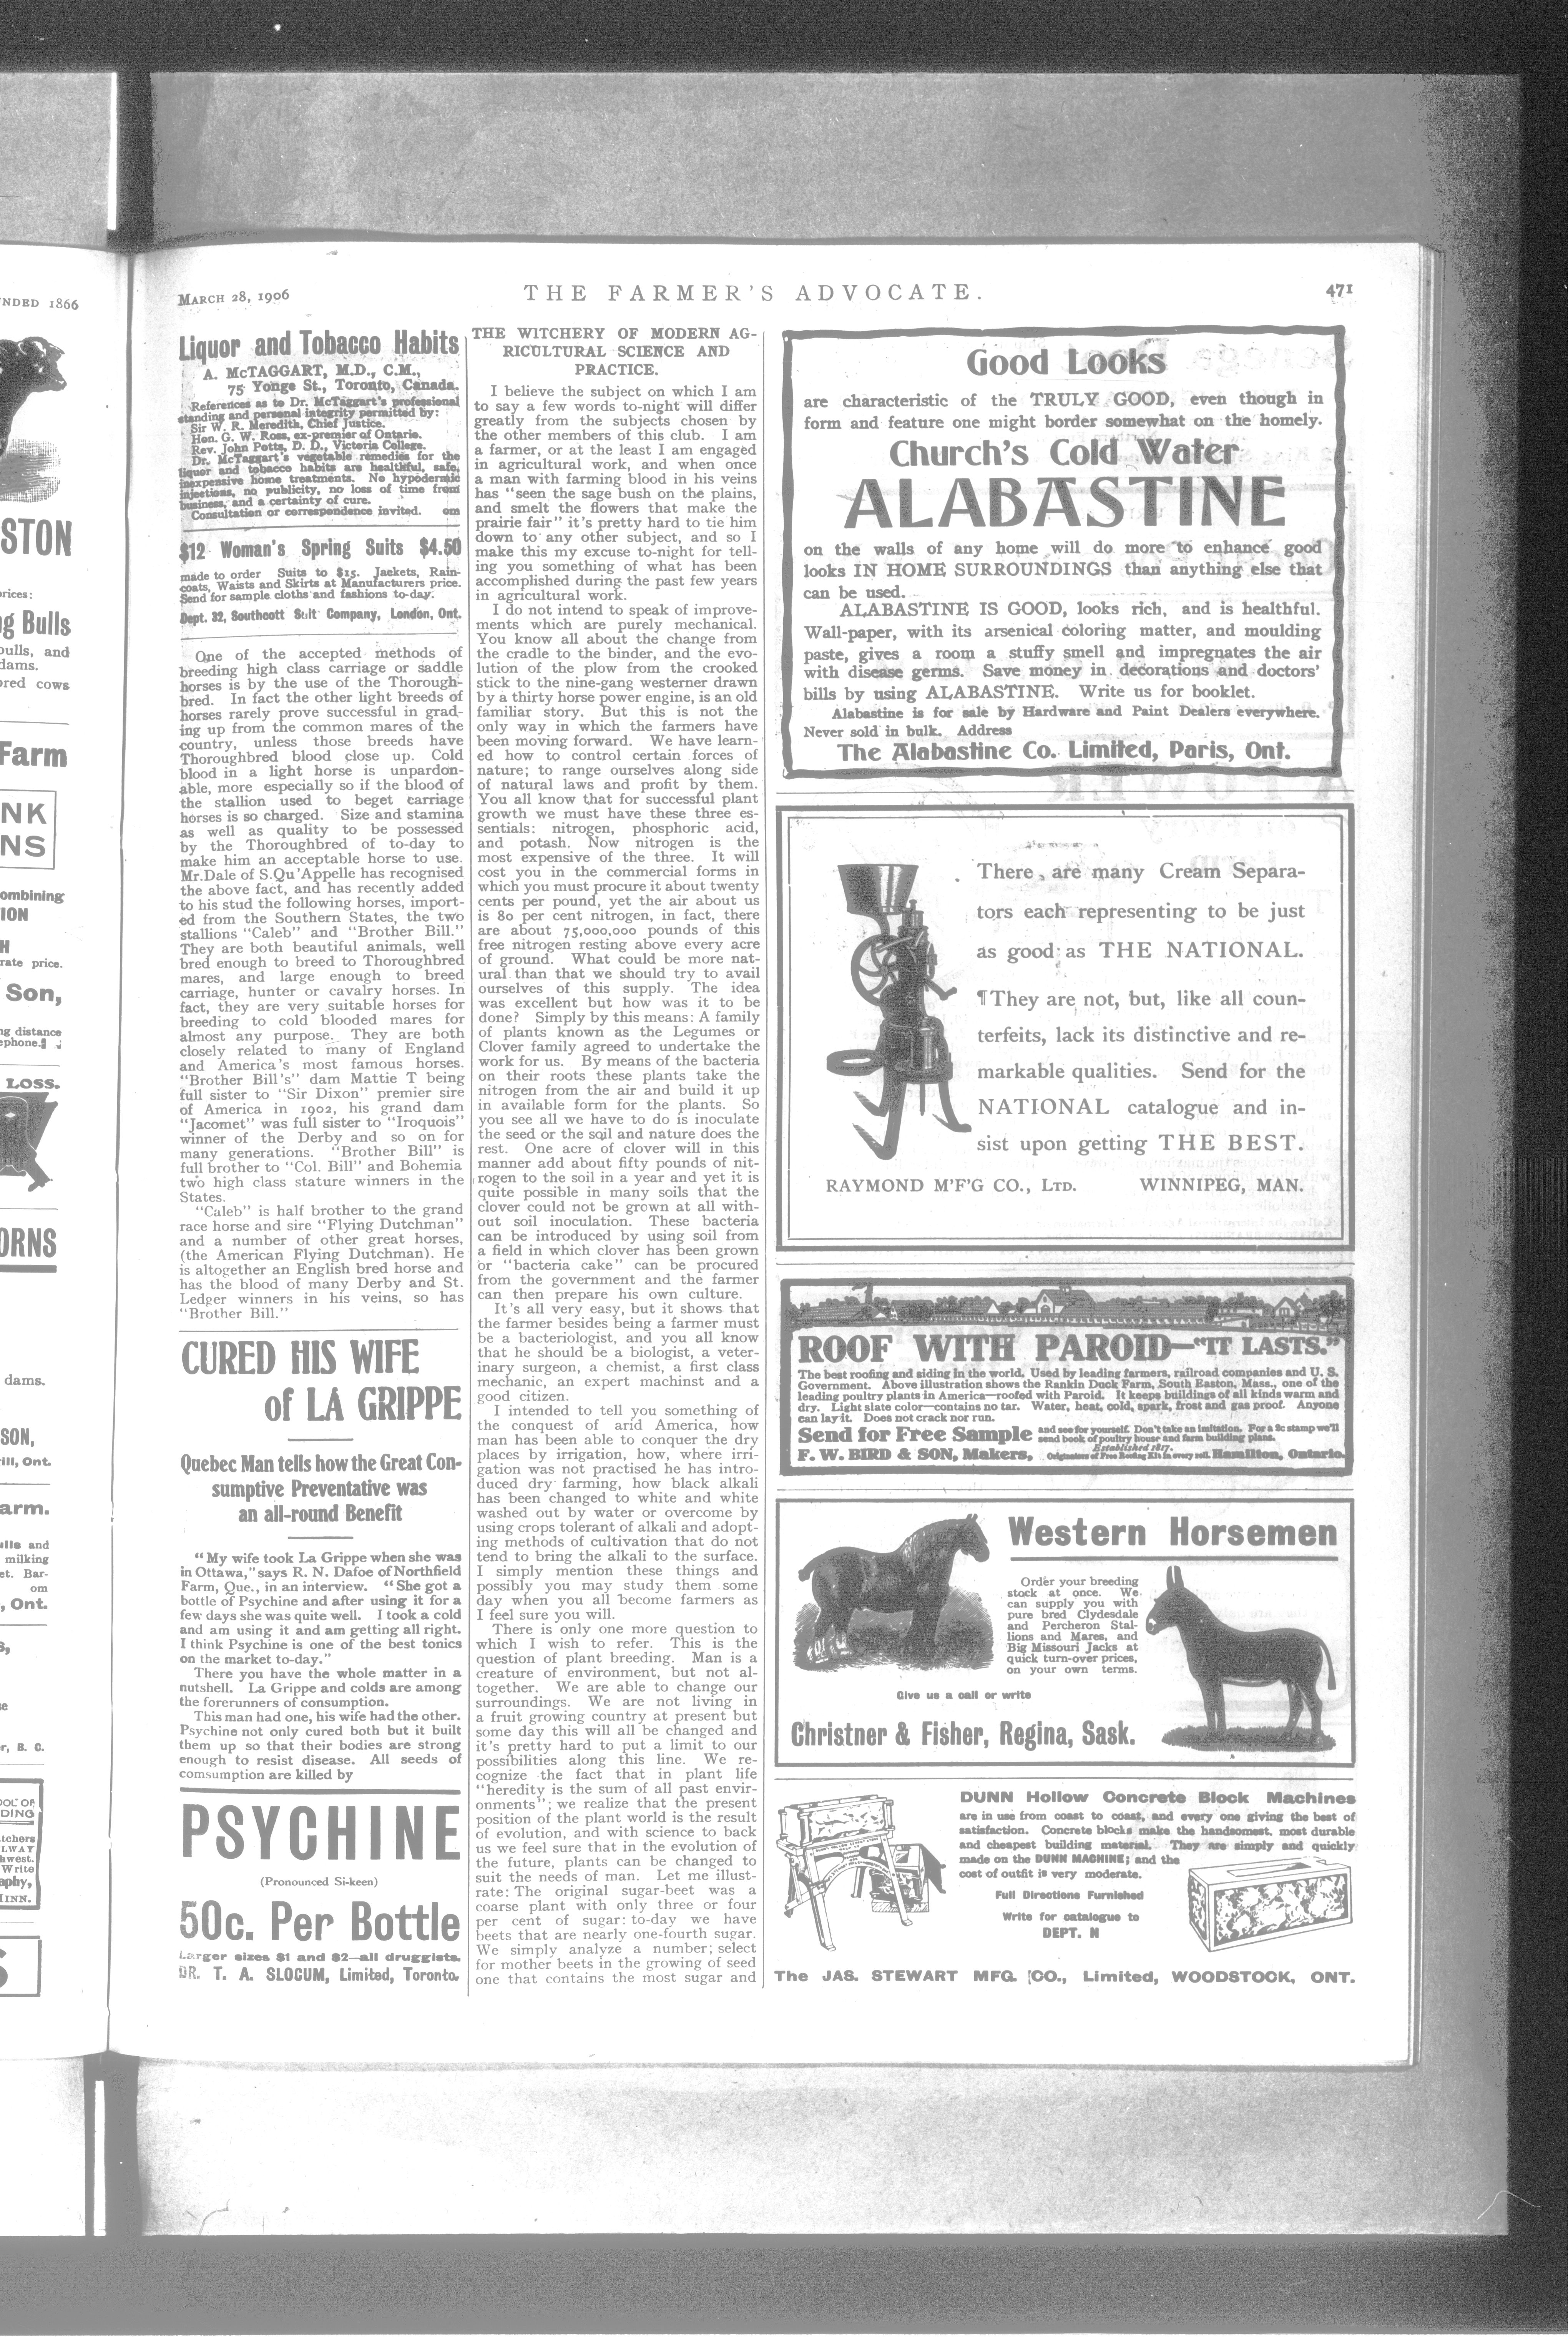 NDED 1866
STON
rices:
g Bulls
bulls, and
dams.
red cows
Farm
NK
NS
ombining
ION
H
rate price.
Son,
ng distance
ephone.
LOSS.
ORNS
dams.
SON,
ill, Ont.
arm.
ulls and
milking
et. Bar-
om
, Ont.
r, B. C.
OOL OF
DING
tchers
LWAY
hwest.
Write
aphy,
MINN.
S
MARCH 28, 1906
THE FARMER'S ADVOCATE.
471
Liquor and Tobacco Habits
A. McTAGGART, M.D., C.M.,
75 Yonge St., Toronto, Canada.
References as to Dr. McTaggart's professional
standing and personal integrity permitted by:
Sir W. R. Meredith, Chief Justice.
Hon. G. W. Ross, ex-premier of Ontario.
Rev. John Potts, D. D., Victoria College.
Dr. McTaggart's vegetable remedies for the
liquor and tobacco habits are healthful, safe,
inexpensive home treatments. No hypodermic
injections, no publicity, no loss of time from
business, and a certainty of cure.
Consultation or correspondence invited. om
$12 Woman's Spring Suits $4.50
made to order Suits to $15. Jackets, Rain-
coats, Waists and Skirts at Manufacturers price.
Send for sample cloths and fashions to-day.
Dept. 32, Southcott Suit Company, London, Ont.
One of the accepted methods of
breeding high class carriage or saddle
horses is by the use of the Thorough-
bred. In fact the other light breeds of
horses rarely prove successful in grad-
ing up from the common mares of the
country, unless those breeds have
Thoroughbred blood close up. Cold
blood in a light horse is unpardon-
able, more especially so if the blood of
the stallion used to beget carriage
horses is so charged. Size and stamina
as well as quality to be possessed
by the Thoroughbred of to-day to
make him an acceptable horse to use.
Mr.Dale of S.Qu'Appelle has recognised
the above fact, and has recently added
to his stud the following horses, import-
ed from the Southern States, the two
stallions "Caleb" and "Brother Bill."
They are both beautiful animals, well
bred enough to breed to Thoroughbred
mares, and large enough to breed
carriage, hunter or cavalry horses. In
fact, they are very suitable horses for
breeding to cold blooded mares for
almost any purpose. They are both
closely related to many of England
and America's most famous horses.
"Brother Bill's" dam Mattie T being
full sister to "Sir Dixon" premier sire
of America in 1902, his grand dam
"Jacomet" was full sister to "Iroquois"
winner of the Derby and so on for
many generations. "Brother Bill" is
full brother to "Col. Bill" and Bohemia
two high class stature winners in the
States.
"Caleb" is half brother to the grand
race horse and sire "Flying Dutchman"
and a number of other great horses,
(the American Flying Dutchman). He
is altogether an English bred horse and
has the blood of many Derby and St.
Ledger winners in his veins, so has
"Brother Bill."
CURED HIS WIFE
of LA GRIPPE
Quebec Man tells how the Great Con-
sumptive Preventative was
an all-round Benefit
"My wife took La Grippe when she was
in Ottawa," says R. N. Dafoe of Northfield
Farm, Que., in an interview. "She got a
bottle of Psychine and after using it for a
few days she was quite well. I took a cold
and am using it and am getting all right.
I think Psychine is one of the best tonics
on the market to-day."
There you have the whole matter in a
nutshell. La Grippe and colds are among
the forerunners of consumption.
This man had one, his wife had the other.
Psychine not only cured both but it built
them up so that their bodies are strong
enough to resist disease. All seeds of
comsumption are killed by
PSYCHINE
(Pronounced Si-keen)
50c. Per Bottle
Larger sizes $1 and $2—all druggists.
DR. T. A. SLOCUM, Limited, Toronto.
THE WITCHERY OF MODERN AG-
RICULTURAL SCIENCE AND
PRACTICE.
I believe the subject on which I am
to say a few words to-night will differ
greatly from the subjects chosen by
the other members of this club. I am
a farmer, or at the least I am engaged
in agricultural work, and when once
a man with farming blood in his veins
has "seen the sage bush on the plains,
and smelt the flowers that make the
prairie fair" it's pretty hard to tie him
down to any other subject, and so I
make this my excuse to-night for tell-
ing you something of what has been
accomplished during the past few years
in agricultural work.
I do not intend to speak of improve-
ments which are purely mechanical.
You know all about the change from
the cradle to the binder, and the evo-
lution of the plow from the crooked
stick to the nine-gang westerner drawn
by a thirty horse power engine, is an old
familiar story. But this is not the
only way in which the farmers have
been moving forward. We have learn-
ed how to control certain forces of
nature; to range ourselves along side
of natural laws and profit by them.
You all know that for successful plant
growth we must have these three es-
sentials: nitrogen, phosphoric acid,
and potash. Now nitrogen is the
most expensive of the three. It will
cost you in the commercial forms in
which you must procure it about twenty
cents per pound, yet the air about us
is 80 per cent nitrogen, in fact, there
are about 75,000,000 pounds of this
free nitrogen resting above every acre
of ground. What could be more nat-
ural than that we should try to avail
ourselves of this supply. The idea
was excellent but how was it to be
done? Simply by this means: A family
of plants known as the Legumes or
Clover family agreed to undertake the
work for us. By means of the bacteria
on their roots these plants take the
nitrogen from the air and build it up
in available form for the plants. So
you see all we have to do is inoculate
the seed or the soil and nature does the
rest. One acre of clover will in this
manner add about fifty pounds of nit-
rogen to the soil in a year and yet it is
quite possible in many soils that the
clover could not be grown at all with-
out soil inoculation. These bacteria
can be introduced by using soil from
a field in which clover has been grown
or "bacteria cake" can be procured
from the government and the farmer
can then prepare his own culture.
It's all very easy, but it shows that
the farmer besides being a farmer must
be a bacteriologist, and you all know
that he should be a biologist, a veter-
inary surgeon, a chemist, a first class
mechanic, an expert machinst and a
good citizen.
I intended to tell you something of
the conquest of arid America, how
man has been able to conquer the dry
places by irrigation, how, where irri-
gation was not practised he has intro-
duced dry farming, how black alkali
has been changed to white and white
washed out by water or overcome by
using crops tolerant of alkali and adopt-
ing methods of cultivation that do not
tend to bring the alkali to the surface.
I simply mention these things and
possibly you may study them some
day when you all become farmers as
I feel sure you will.
There is only one more question to
which I wish to refer. This is the
question of plant breeding. Man is a
creature of environment, but not al-
together. We are able to change our
surroundings. We are not living in
a fruit growing country at present but
some day this will all be changed and
it's pretty hard to put a limit to our
possibilities along this line. We re-
cognize the fact that in plant life
"heredity is the sum of all past envir-
onments"; we realize that the present
position of the plant world is the result
of evolution, and with science to back
us we feel sure that in the evolution of
the future, plants can be changed to
suit the needs of man. Let me illust-
rate: The original sugar-beet was a
coarse plant with only three or four
per cent of sugar: to-day we have
beets that are nearly one-fourth sugar.
We simply analyze a number; select
for mother beets in the growing of seed
one that contains the most sugar and
Good Looks
are characteristic of the TRULY GOOD, even though in
form and feature one might border somewhat on the homely.
Church's Cold Water
ALABASTINE
on the walls of any home will do more to enhance good
looks IN HOME SURROUNDINGS than anything else that
can be used.
ALABASTINE IS GOOD, looks rich, and is healthful.
Wall-paper, with its arsenical coloring matter, and moulding
paste, gives a room a stuffy smell and impregnates the air
with disease germs. Save money in decorations and doctors'
bills by using ALABASTINE. Write us for booklet.
Alabastine is for sale by Hardware and Paint Dealers everywhere.
Never sold in bulk. Address
The Alabastine Co. Limited, Paris, Ont.
There are many Cream Separa-
tors each representing to be just
as good as THE NATIONAL.
¶They are not, but, like all coun-
terfeits, lack its distinctive and re-
markable qualities. Send for the
NATIONAL catalogue and in-
sist upon getting THE BEST.
RAYMOND M'F'G CO., LTD. WINNIPEG, MAN.
ROOF WITH PAROID—"IT LASTS."
The best roofing and siding in the world. Used by leading farmers, railroad companies and U. S.
Government. Above illustration shows the Rankin Duck Farm, South Easton, Mass., one of the
leading poultry plants in America—roofed with Paroid. It keeps buildings of all kinds warm and
dry. Light slate color—contains no tar. Water, heat, cold, spark, frost and gas proof. Anyone
can lay it. Does not crack nor run.
Send for Free Sample and see for yourself. Don't take an imitation. For a 2c stamp we'll
send book of poultry house and farm building plans.
Established 1817.
F. W. BIRD & SON, Makers, Originators of Free Roofing Kit in every roll. Hamilton, Ontario.
Western Horsemen
Order your breeding
stock at once. We
can supply you with
pure bred Clydesdale
and Percheron Stal-
lions and Mares, and
Big Missouri Jacks at
quick turn-over prices,
on your own terms.
Give us a call or write
Christner & Fisher, Regina, Sask.
DUNN Hollow Concrete Block Machines
are in use from coast to coast, and every one giving the best of
satisfaction. Concrete blocks make the handsomest, most durable
and cheapest building material. They are simply and quickly
made on the DUNN MACHINE; and the
cost of outfit is very moderate.
Full Directions Furnished
Write for catalogue to
DEPT. N
The JAS. STEWART MFG. CO., Limited, WOODSTOCK, ONT.